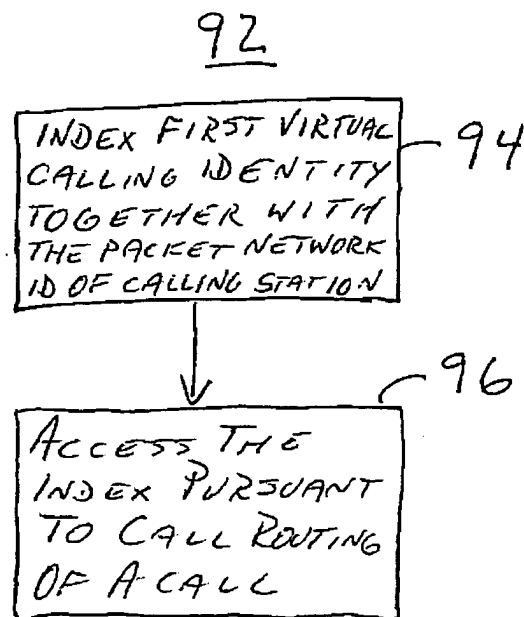 92
INDEX FIRST VIRTUAL
CALLING IDENTITY
TOGETHER WITH
THE PACKET NETWORK
ID OF CALLING STATION
94
96
ACCESS THE
INDEX PURSUANT
TO CALL ROUTING
OF A CALL